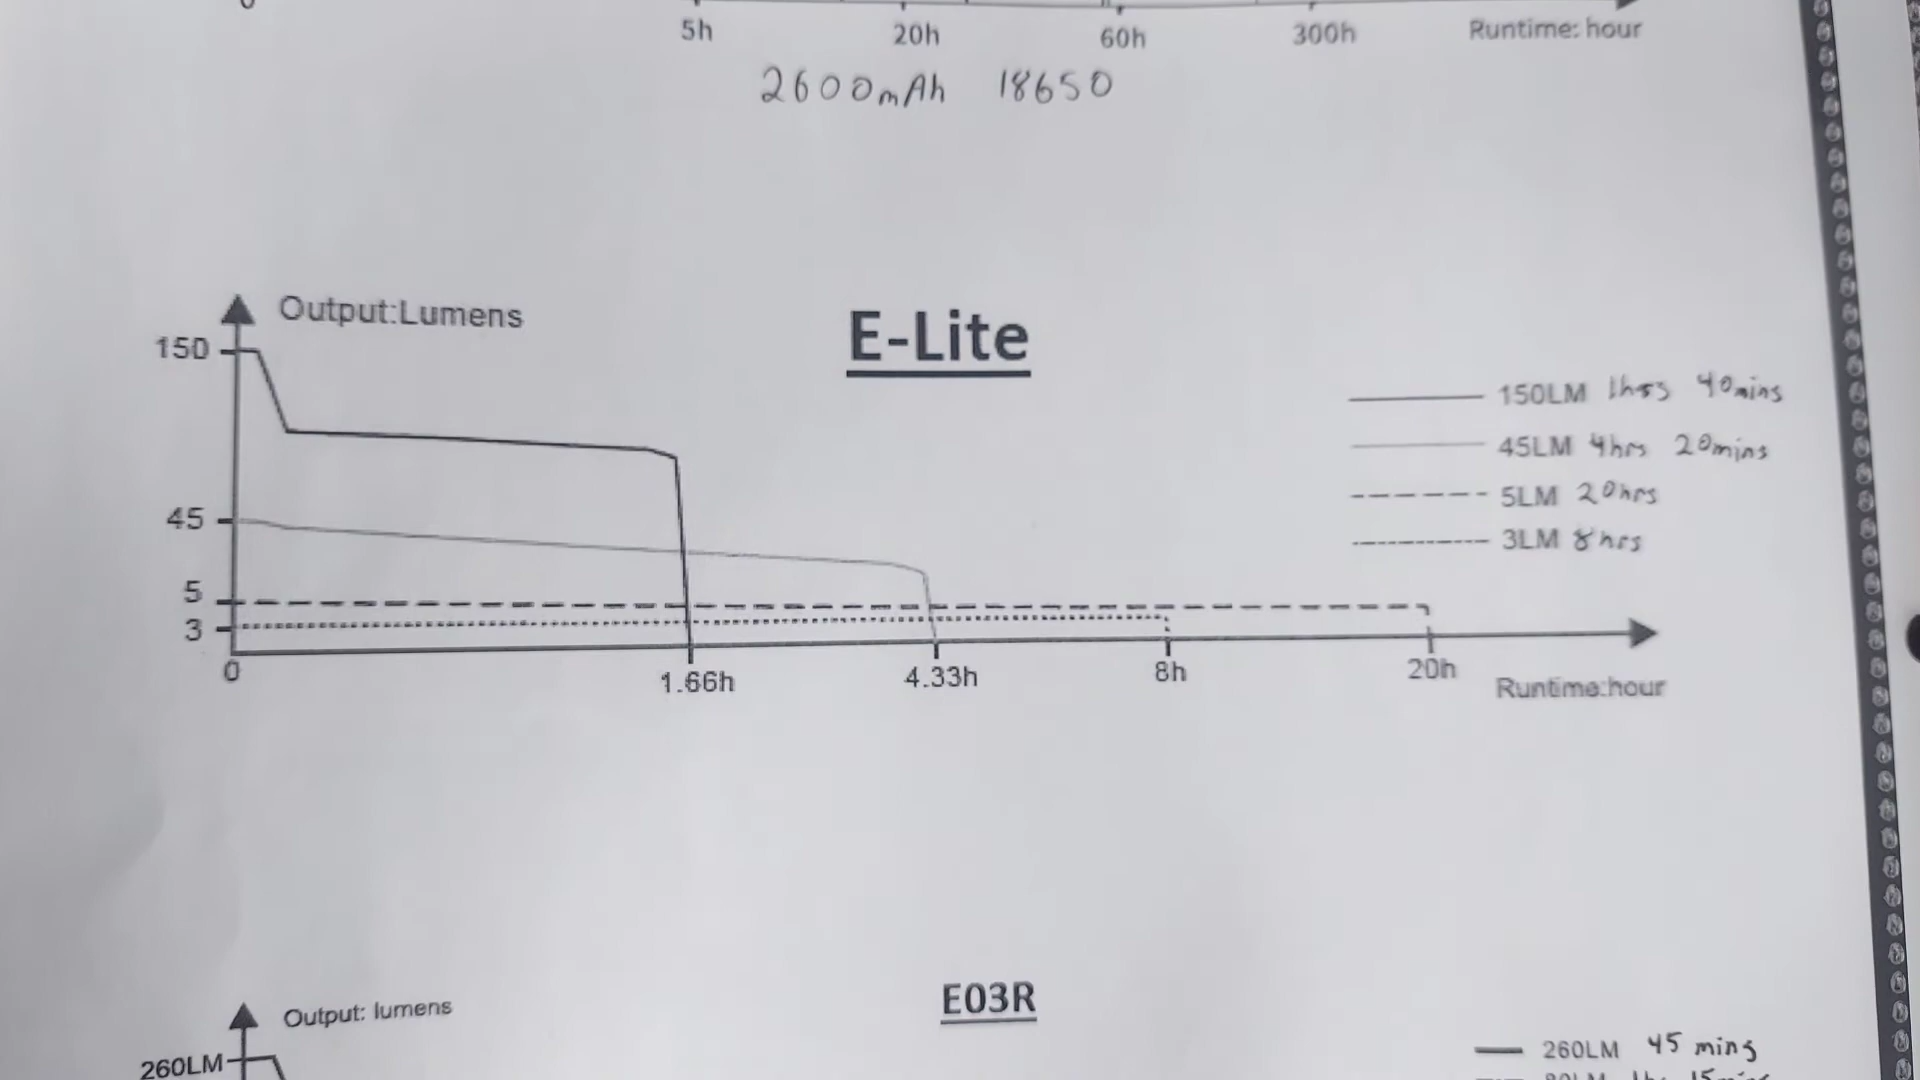 0
5h 20h 60h 300h Runtime: hour
2600mAh 18650
Output:Lumens
E-Lite
150
150LM 1hrs 40mins
45LM 4hrs 20mins
5LM 20hrs
3LM 8hrs
45
5
3
0
1.66h 4.33h 8h 20h Runtime:hour
E03R
Output: lumens
260LM
260LM 45 mins